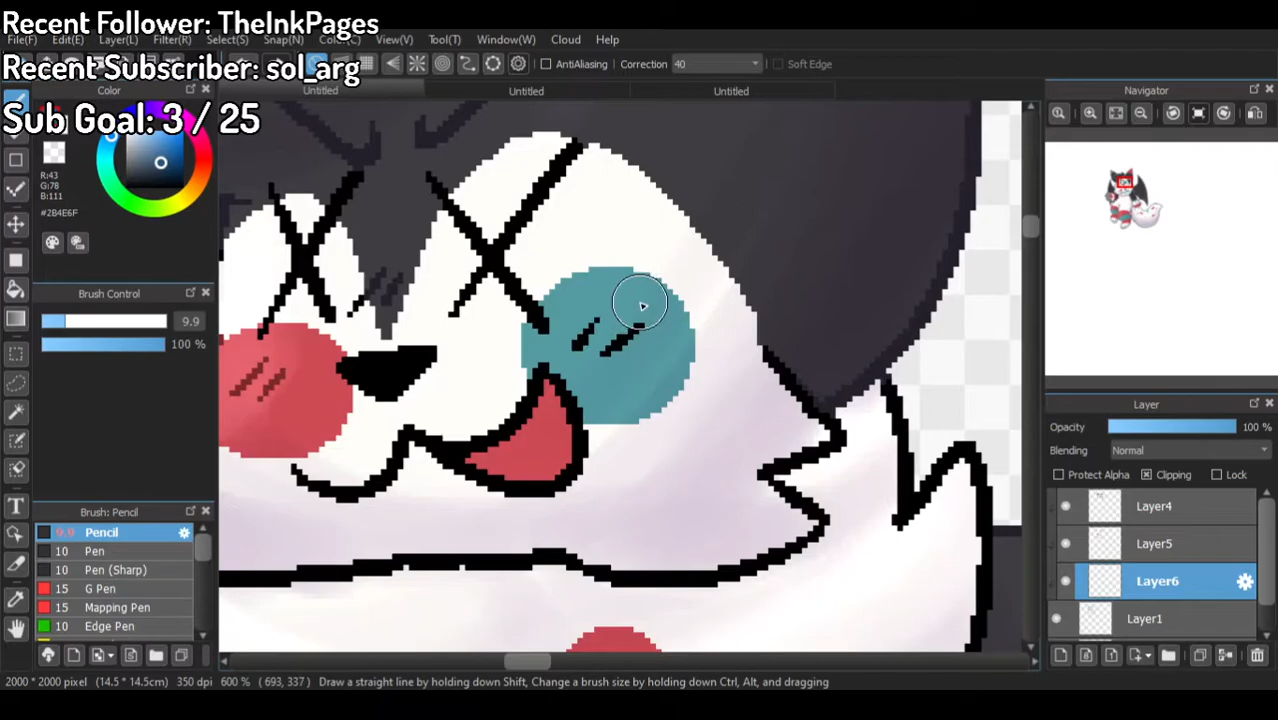 Recent Follower: TheInkPages
File(F) Edit(E) Layer(L) Filter(R) Select(S) Snap(N) Color(C) View(V) Tool(T) Window(W) Cloud Help
Recent Subscriber: sol_arg
AntiAliasing Correction 40 Soft Edge
Color Untitled Untitled Untitled Navigator
Sub Goal: 3 / 25
R:43
G:78
B:111
#2B4E6F
Brush Control
9.9
100 %
Layer
Opacity 100 %
Blending Normal
Protect Alpha Clipping Lock
Brush: Pencil
9.9 Pencil
10 Pen
10 Pen (Sharp)
15 G Pen
15 Mapping Pen
10 Edge Pen
Layer4
Layer5
Layer6
Layer1
2000 * 2000 pixel (14.5 * 14.5cm) 350 dpi 600 % ( 693, 337 ) Draw a straight line by holding down Shift, Change a brush size by holding down Ctrl, Alt, and dragging